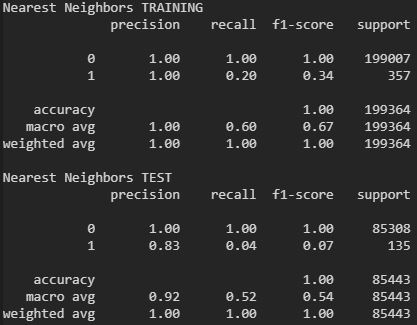 Nearest Neighbors TRAINING
precision recall f1-score support
0 1.00 1.00 1.00 199007
1 1.00 0.20 0.34 357
accuracy 1.00 199364
macro avg 1.00 0.60 0.67 199364
weighted avg 1.00 1.00 1.00 199364
Nearest Neighbors TEST
precision recall f1-score support
0 1.00 1.00 1.00 85308
1 0.83 0.04 0.07 135
accuracy 1.00 85443
macro avg 0.92 0.52 0.54 85443
weighted avg 1.00 1.00 1.00 85443